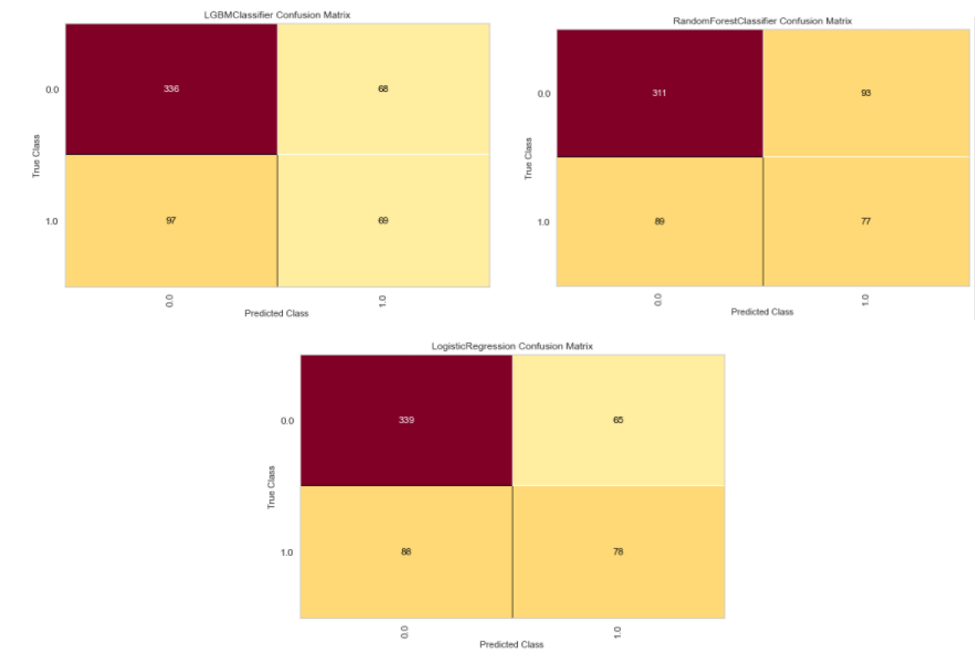 LGBMClassifier Confusion Matrix
0.0
336
68
True Class
1.0
97
69
0.0
1.0
Predicted Class
RandomForestClassifier Confusion Matrix
0.0
311
93
True Class
1.0
89
77
0.0
1.0
Predicted Class
LogisticRegression Confusion Matrix
0.0
339
65
True Class
1.0
88
78
0.0
1.0
Predicted Class